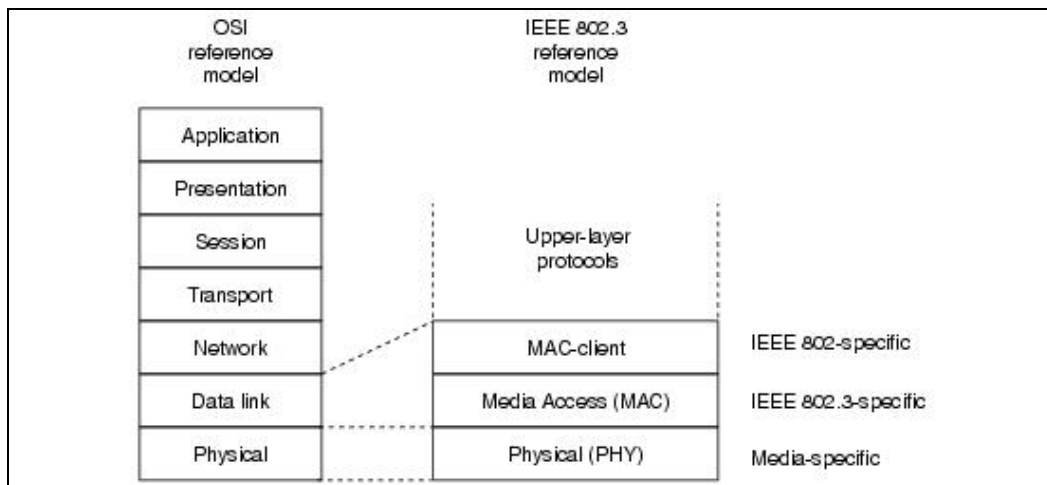 OSI
reference
model
IEEE 802.3
reference
model
Application
Presentation
Session
Transport
Network
Data link
Physical
Upper-layer
protocols
MAC-client
Media Access (MAC)
Physical (PHY)
IEEE 802-specific
IEEE 802.3-specific
Media-specific